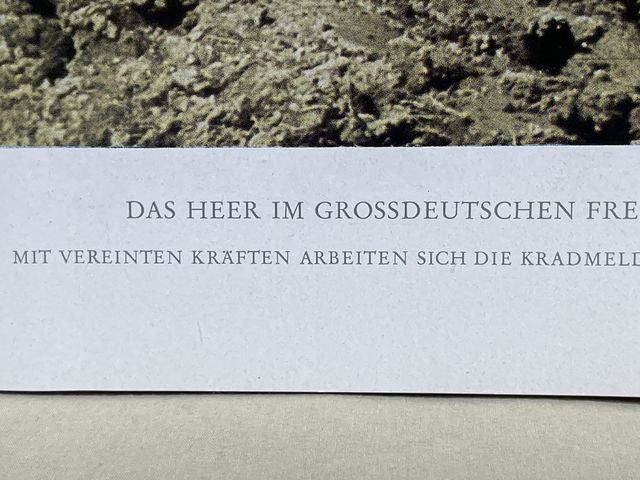 DAS HEER IM GROSSDEUTSCHEN FRE
MIT VEREINTEN KRÄFTEN ARBEITEN SICH DIE KRADMELD